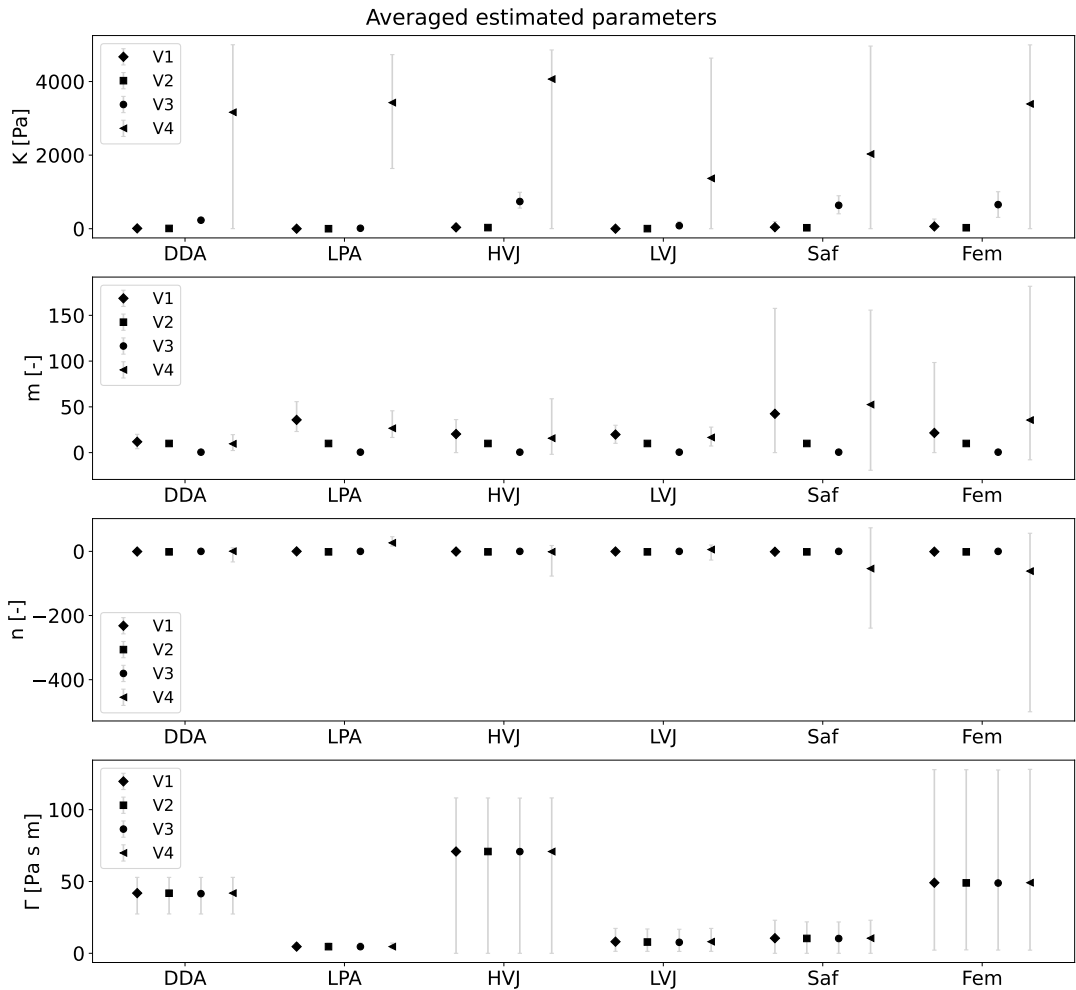 Averaged estimated parameters
K [Pa]
4000
2000
0
V1
V2
V3
V4
DDA LPA HVJ LVJ Saf Fem
m [-]
150
100
50
0
V1
V2
V3
V4
DDA LPA HVJ LVJ Saf Fem
n [-]
0
−200
−400
V1
V2
V3
V4
DDA LPA HVJ LVJ Saf Fem
Γ [Pa s m]
100
50
0
V1
V2
V3
V4
DDA LPA HVJ LVJ Saf Fem